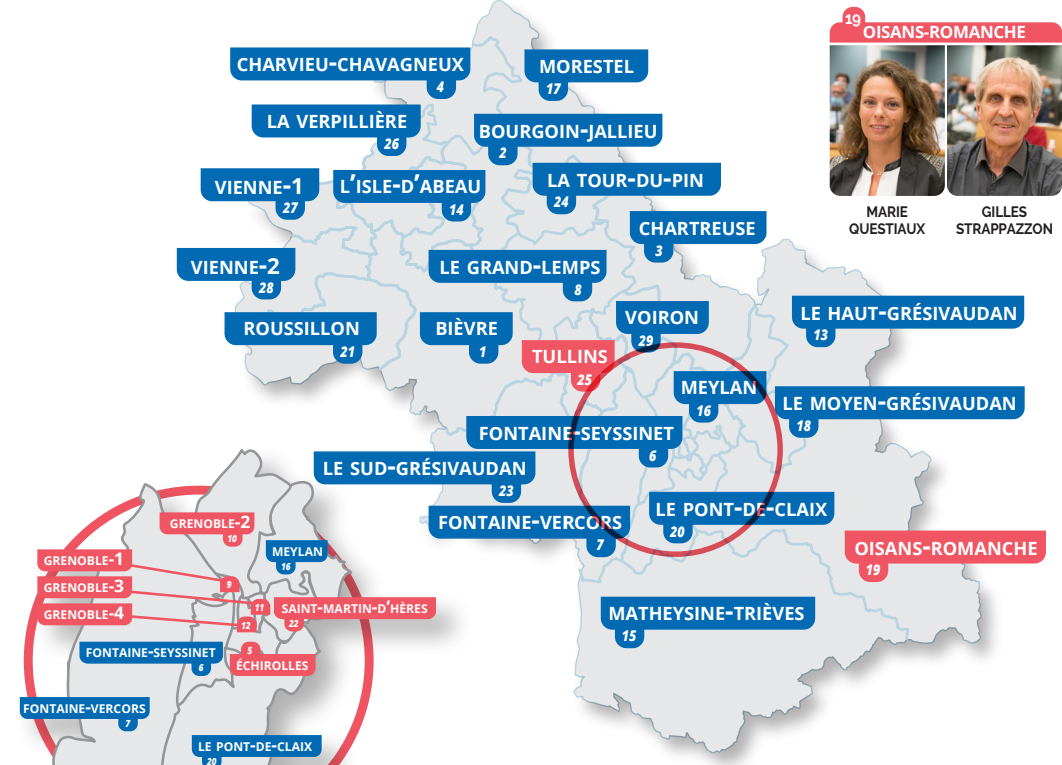 19
OISANS-ROMANCHE
MARIE
QUESTIAUX
GILLES
STRAPPAZZON
CHARVIEU-CHAVAGNEUX
4
MORESTEL
17
LA VERPILLIÈRE
26
BOURGOIN-JALLIEU
2
VIENNE-1
27
L'ISLE-D'ABEAU
14
LA TOUR-DU-PIN
24
CHARTREUSE
3
VIENNE-2
28
LE GRAND-LEMPS
8
LE HAUT-GRÉSIVAUDAN
13
ROUSSILLON
21
BIÈVRE
1
VOIRON
29
TULLINS
25
MEYLAN
16
LE MOYEN-GRÉSIVAUDAN
18
FONTAINE-SEYSSINET
6
LE SUD-GRÉSIVAUDAN
23
FONTAINE-VERCORS
7
LE PONT-DE-CLAIX
20
OISANS-ROMANCHE
19
MATHEYSINE-TRIÈVES
15
GRENOBLE-2
10
MEYLAN
16
GRENOBLE-1
9
GRENOBLE-3
11
GRENOBLE-4
12
SAINT-MARTIN-D'HÈRES
22
FONTAINE-SEYSSINET
6
5
ÉCHIROLLES
FONTAINE-VERCORS
7
LE PONT-DE-CLAIX
20